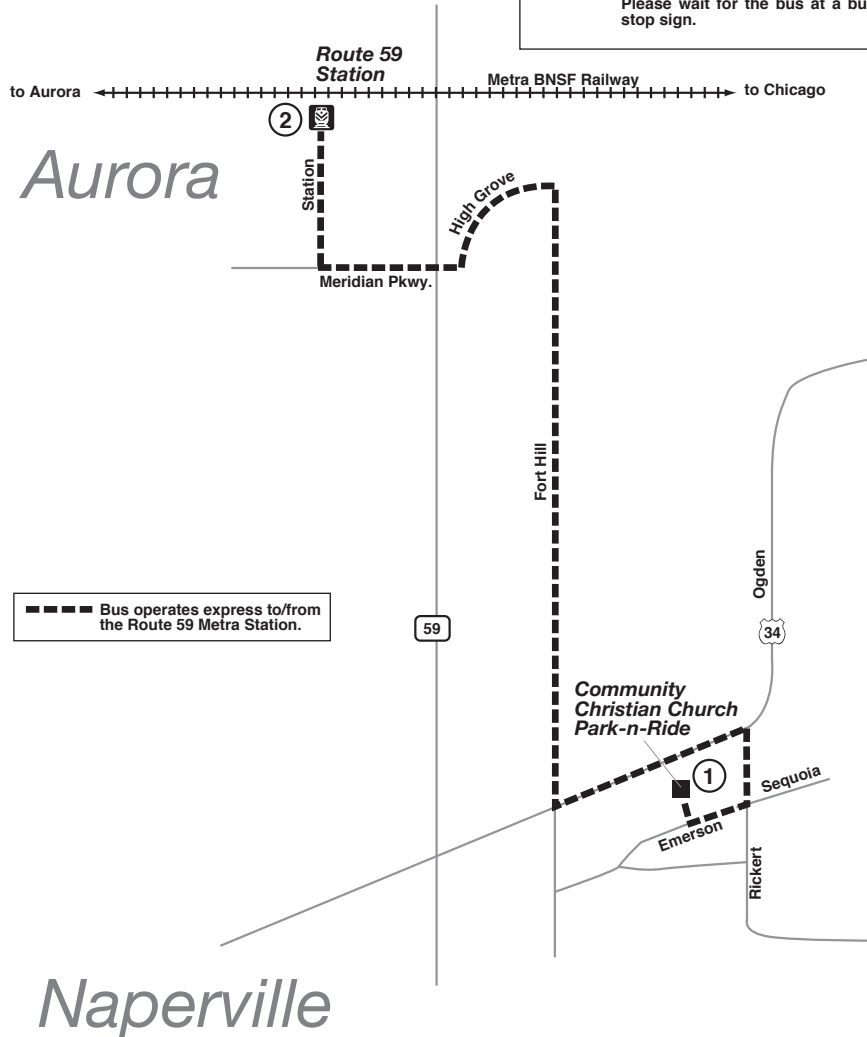 Please wait for the bus at a bu
stop sign.
Route 59
Station
to Aurora
Metra BNSF Railway
to Chicago
2
Aurora
Station
High Grove
Meridian Pkwy.
Fort Hill
Ogden
Bus operates express to/from
the Route 59 Metra Station.
59
34
Community
Christian Church
Park-n-Ride
1
Sequoia
Emerson
Rickert
Naperville